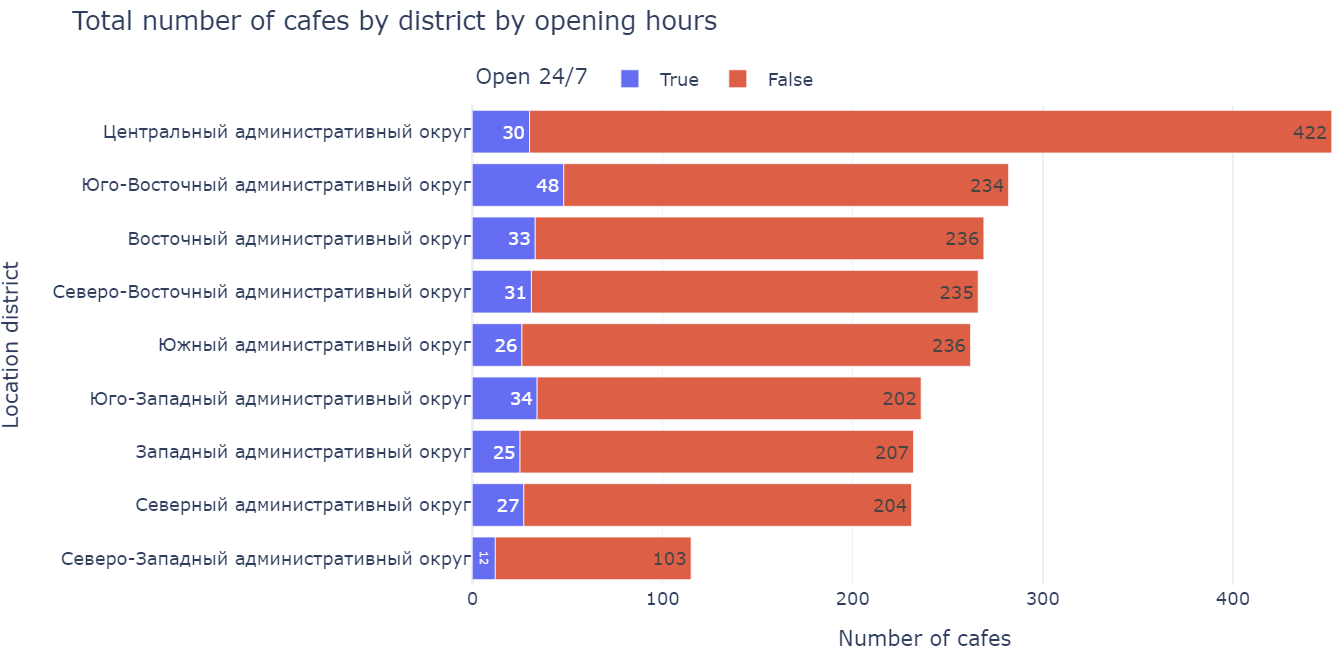 Total number of cafes by district by opening hours
Open 24/7 True False
Центральный административный округ 30 422
Юго-Восточный административный округ 48 234
Восточный административный округ 33 236
Северо-Восточный административный округ 31 235
Южный административный округ 26 236
Юго-Западный административный округ 34 202
Западный административный округ 25 207
Северный административный округ 27 204
Северо-Западный административный округ 12 103
Location district
0 100 200 300 400
Number of cafes